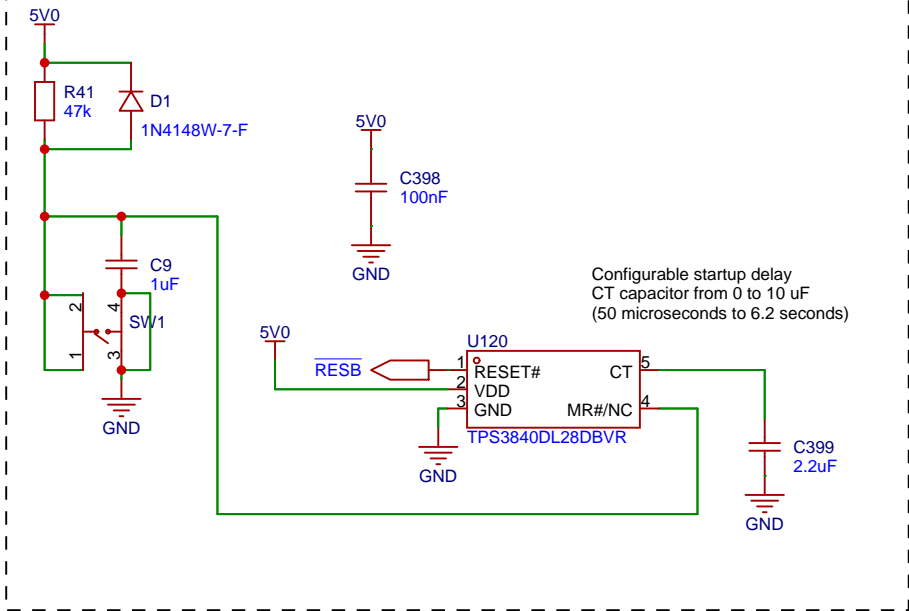 5V0
R41
47k
D1
1N4148W-7-F
5V0
C398
100nF
GND
C9
1uF
2
4
SW1
1
3
GND
Configurable startup delay
CT capacitor from 0 to 10 uF
(50 microseconds to 6.2 seconds)
5V0
U120
RESB
1
RESET#
CT
5
2
VDD
3
GND
MR#/NC
4
TPS3840DL28DBVR
GND
C399
2.2uF
GND